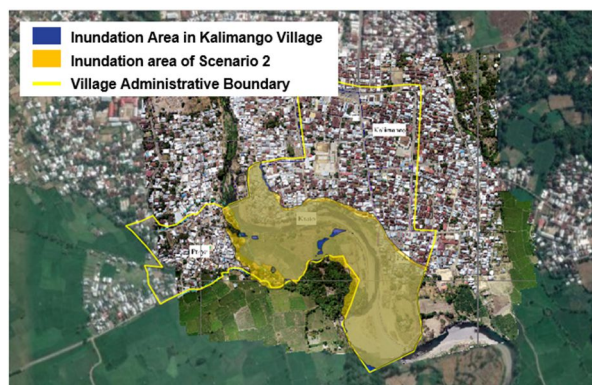 Inundation Area in Kalimango Village
Inundation area of Scenario 2
Village Administrative Boundary